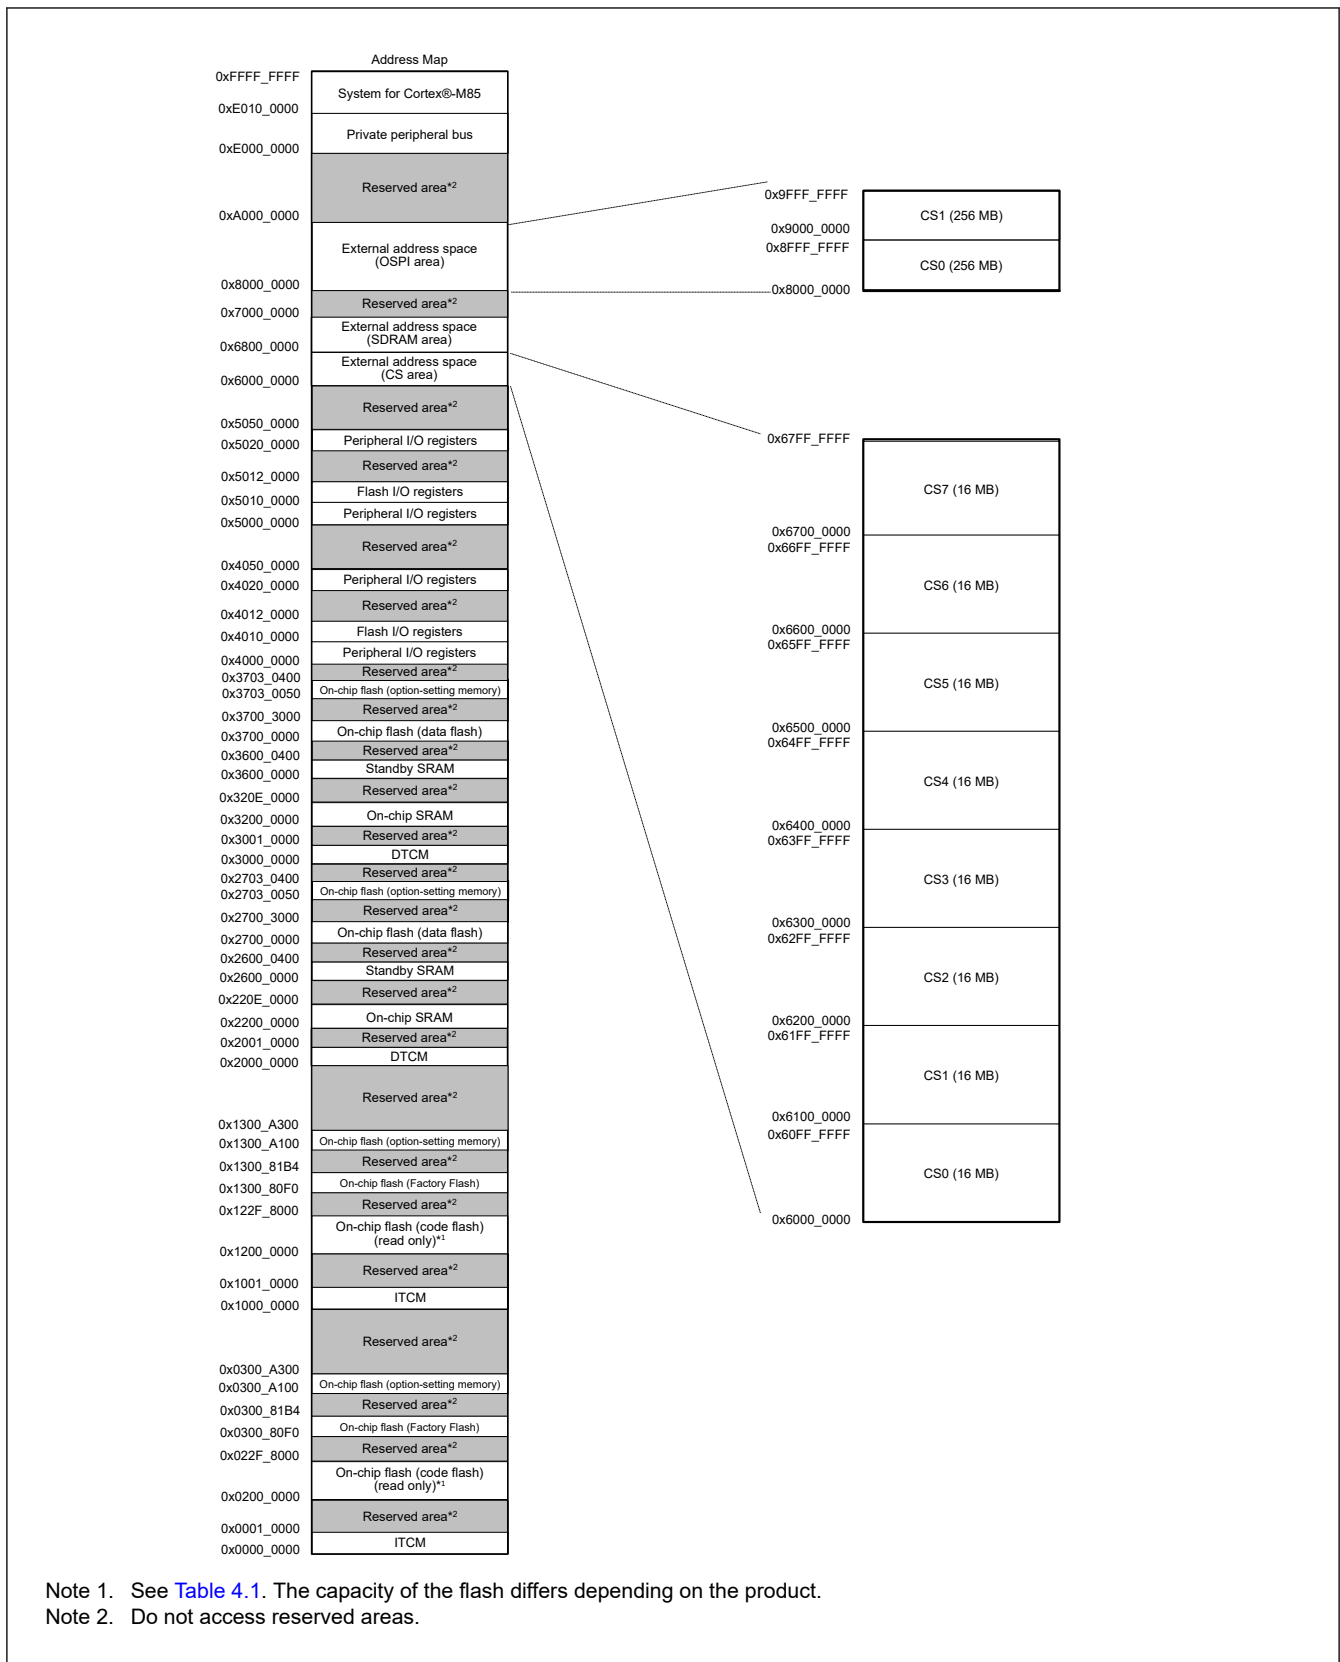 Address Map
0xFFFF_FFFF
System for Cortex®-M85
0xE010_0000
Private peripheral bus
0xE000_0000
Reserved area*2
0xA000_0000
External address space
(OSPI area)
0x8000_0000
Reserved area*2
0x7000_0000
External address space
(SDRAM area)
0x6800_0000
External address space
(CS area)
0x6000_0000
Reserved area*2
0x5050_0000
Peripheral I/O registers
0x5020_0000
Reserved area*2
0x5012_0000
Flash I/O registers
0x5010_0000
Peripheral I/O registers
0x5000_0000
Reserved area*2
0x4050_0000
Peripheral I/O registers
0x4020_0000
Reserved area*2
0x4012_0000
Flash I/O registers
0x4010_0000
Peripheral I/O registers
0x4000_0000
Reserved area*2
0x3703_0400
On-chip flash (option-setting memory)
0x3703_0050
Reserved area*2
0x3700_3000
On-chip flash (data flash)
0x3700_0000
Reserved area*2
0x3600_0400
Standby SRAM
0x3600_0000
Reserved area*2
0x320E_0000
On-chip SRAM
0x3200_0000
Reserved area*2
0x3001_0000
DTCM
0x3000_0000
Reserved area*2
0x2703_0400
On-chip flash (option-setting memory)
0x2703_0050
Reserved area*2
0x2700_3000
On-chip flash (data flash)
0x2700_0000
Reserved area*2
0x2600_0400
Standby SRAM
0x2600_0000
Reserved area*2
0x220E_0000
On-chip SRAM
0x2200_0000
Reserved area*2
0x2001_0000
DTCM
0x2000_0000
Reserved area*2
0x1300_A300
On-chip flash (option-setting memory)
0x1300_A100
Reserved area*2
0x1300_81B4
On-chip flash (Factory Flash)
0x1300_80F0
Reserved area*2
0x122F_8000
On-chip flash (code flash)
(read only)*1
0x1200_0000
Reserved area*2
0x1001_0000
ITCM
0x1000_0000
Reserved area*2
0x0300_A300
On-chip flash (option-setting memory)
0x0300_A100
Reserved area*2
0x0300_81B4
On-chip flash (Factory Flash)
0x0300_80F0
Reserved area*2
0x022F_8000
On-chip flash (code flash)
(read only)*1
0x0200_0000
Reserved area*2
0x0001_0000
ITCM
0x0000_0000
0x9FFF_FFFF
CS1 (256 MB)
0x9000_0000
0x8FFF_FFFF
CS0 (256 MB)
0x8000_0000
0x67FF_FFFF
CS7 (16 MB)
0x6700_0000
0x66FF_FFFF
CS6 (16 MB)
0x6600_0000
0x65FF_FFFF
CS5 (16 MB)
0x6500_0000
0x64FF_FFFF
CS4 (16 MB)
0x6400_0000
0x63FF_FFFF
CS3 (16 MB)
0x6300_0000
0x62FF_FFFF
CS2 (16 MB)
0x6200_0000
0x61FF_FFFF
CS1 (16 MB)
0x6100_0000
0x60FF_FFFF
CS0 (16 MB)
0x6000_0000
Note 1. See Table 4.1. The capacity of the flash differs depending on the product.
Note 2. Do not access reserved areas.